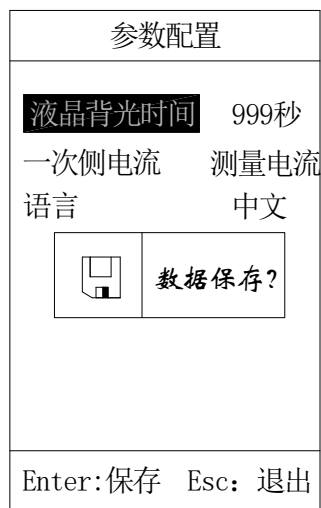 参数配置
液晶背光时间 999秒
一次侧电流 测量电流
语言 中文
数据保存?
Enter:保存 Esc: 退出